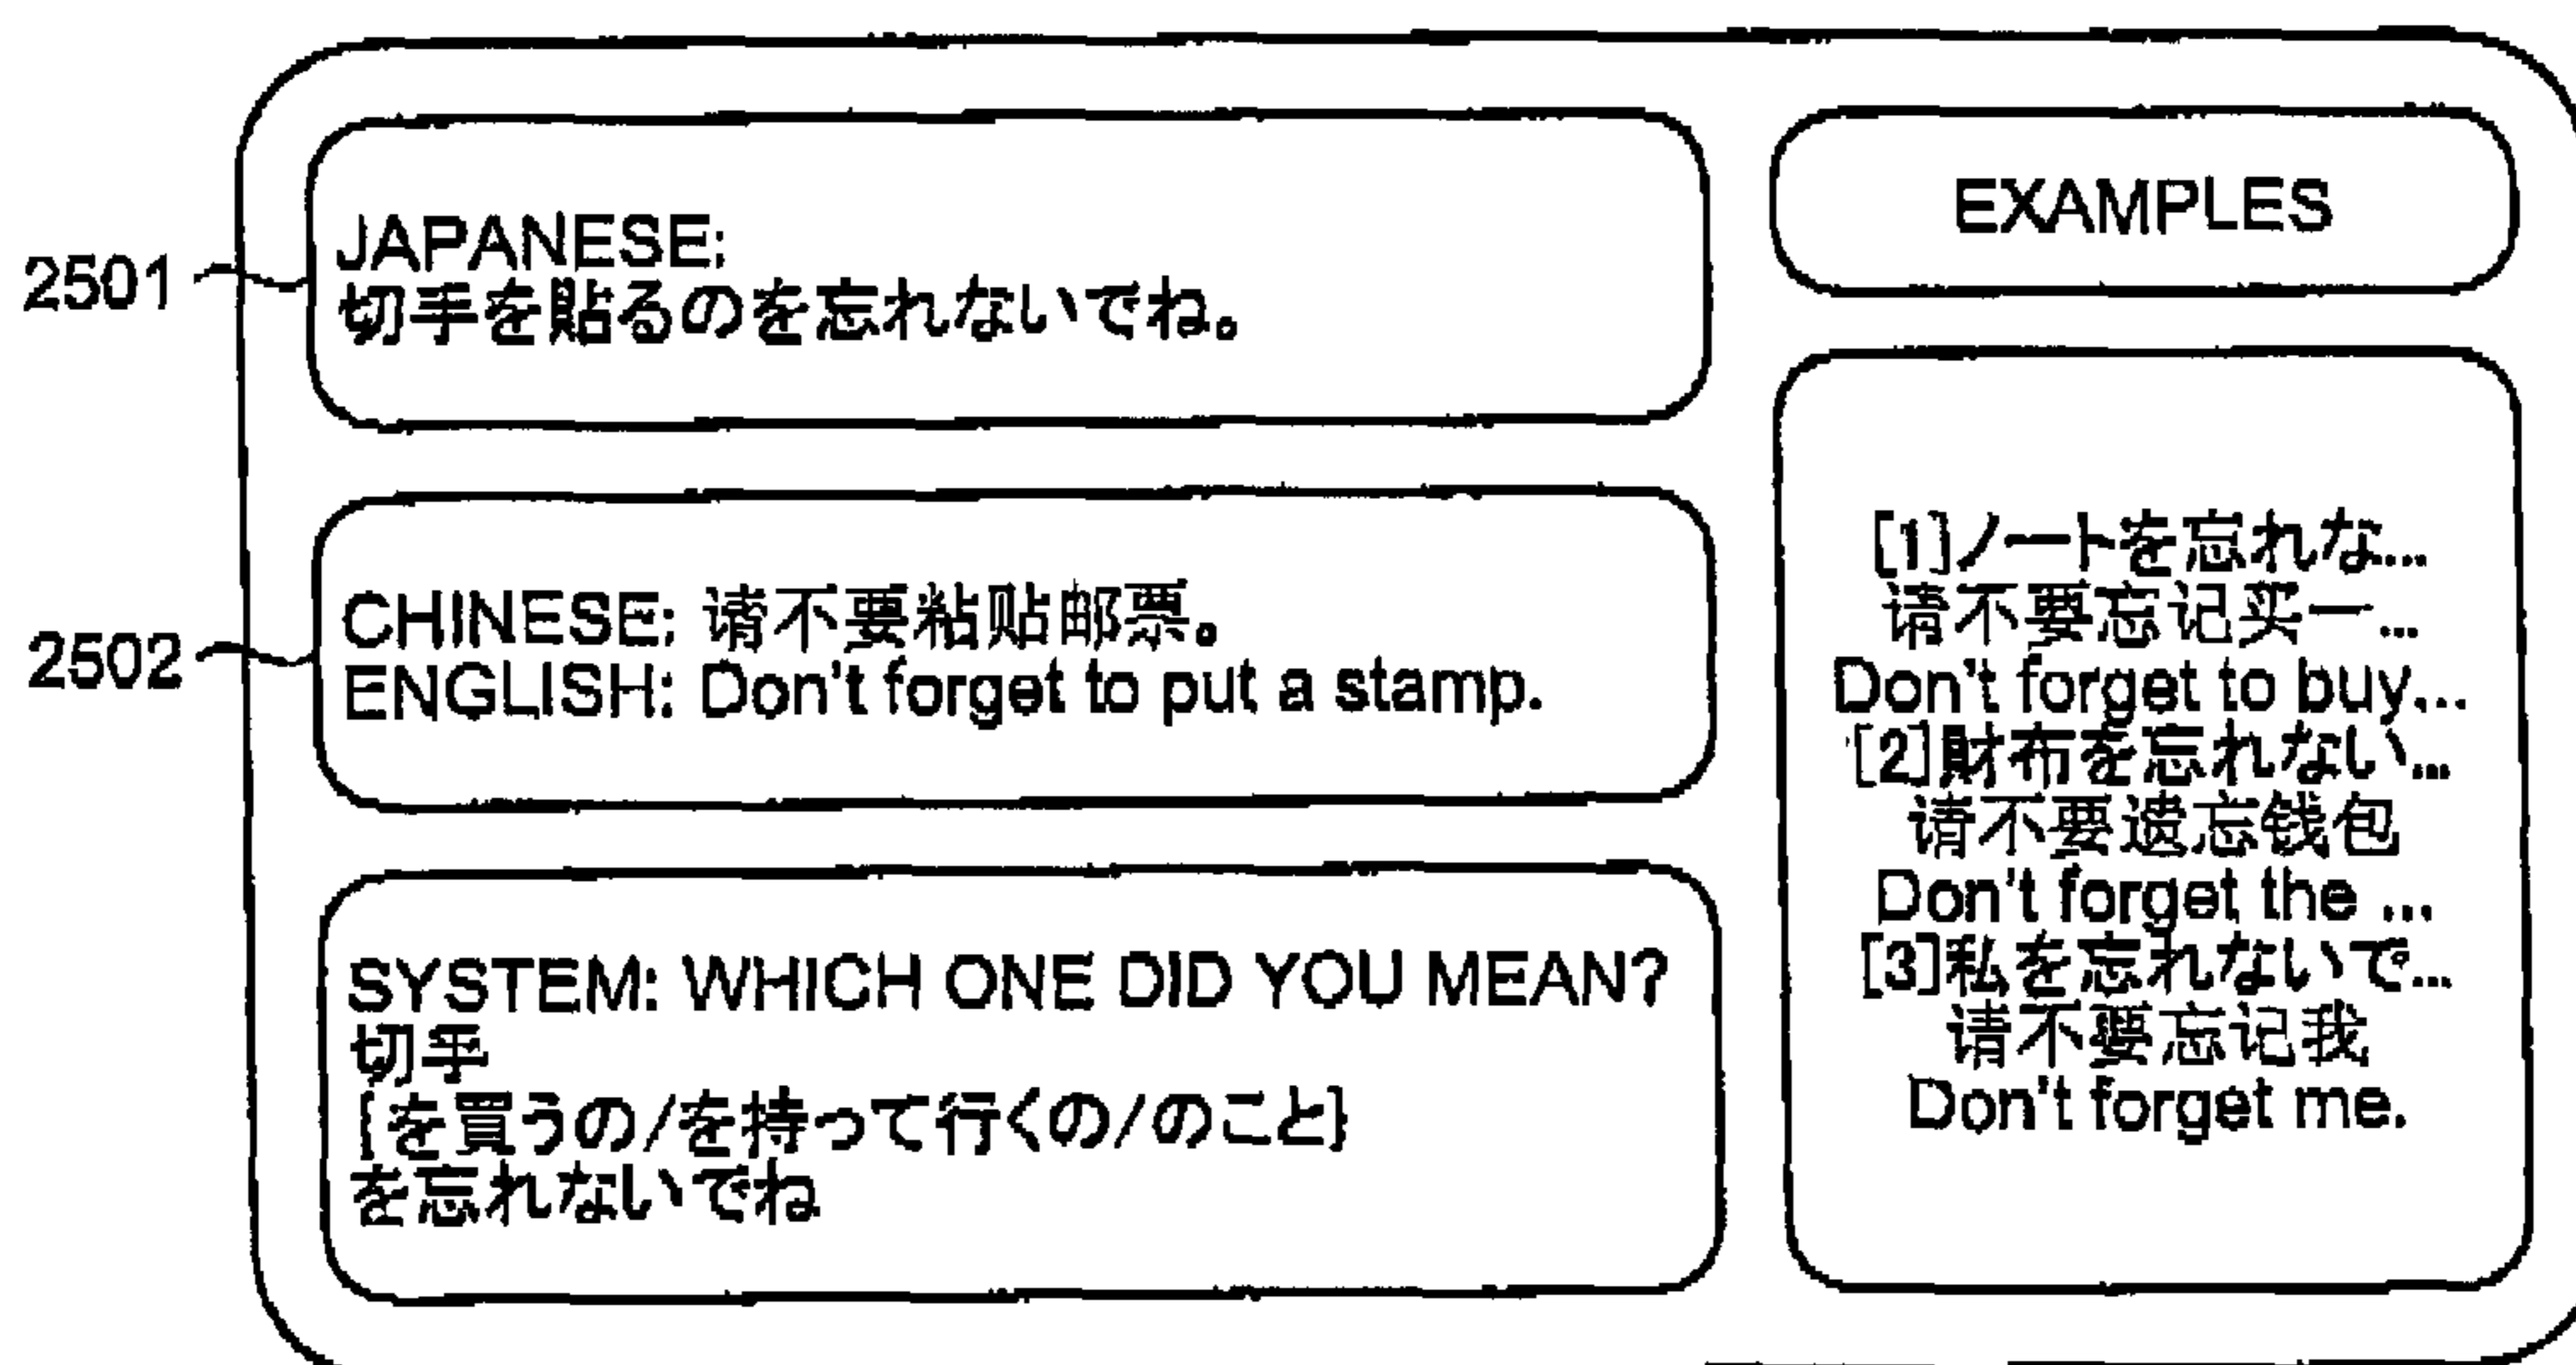 2501
JAPANESE:
切手を貼るのを忘れないでね。
2502
CHINESE: 请不要粘贴邮票。
ENGLISH: Don't forget to put a stamp.
SYSTEM: WHICH ONE DID YOU MEAN?
切手
{を買うの/を持って行くの/のこと}
を忘れないでね
EXAMPLES
[1]ノートを忘れな...
请不要忘记买一...
Don't forget to buy...
[2]財布を忘れない...
请不要遗忘钱包
Don't forget the ...
[3]私を忘れないで...
请不要忘记我
Don't forget me.